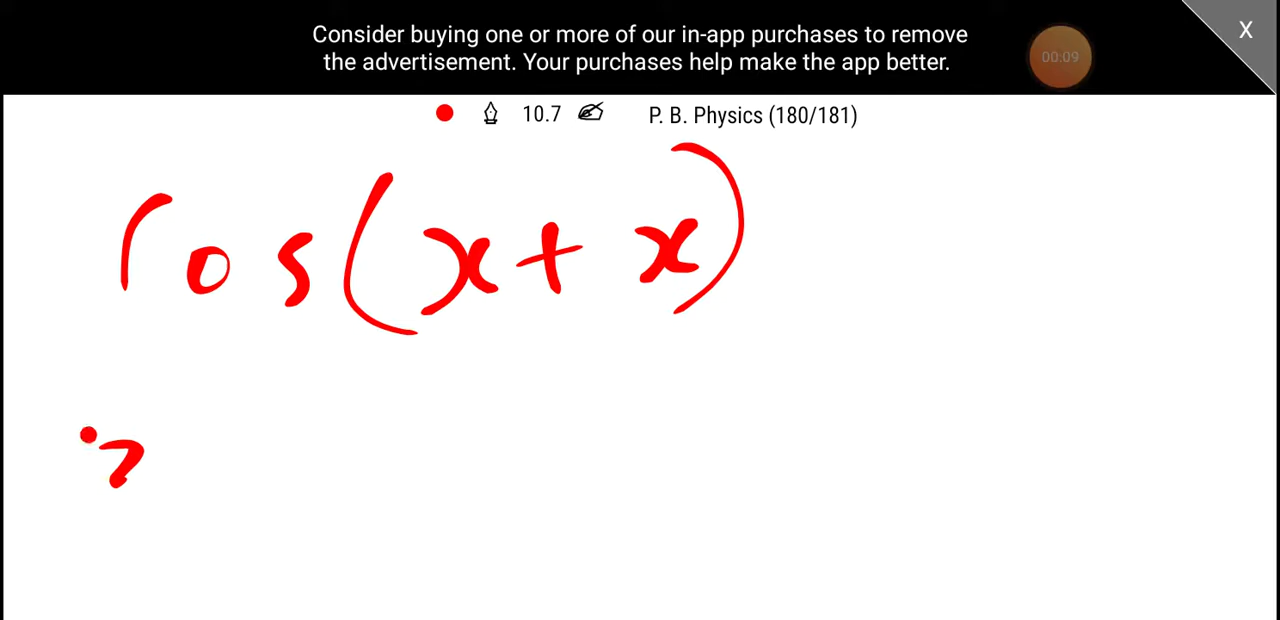 Consider buying one or more of our in-app purchases to remove
the advertisement. Your purchases help make the app better.
X
00:09
10.7
P. B. Physics (180/181)
cos(x+x)